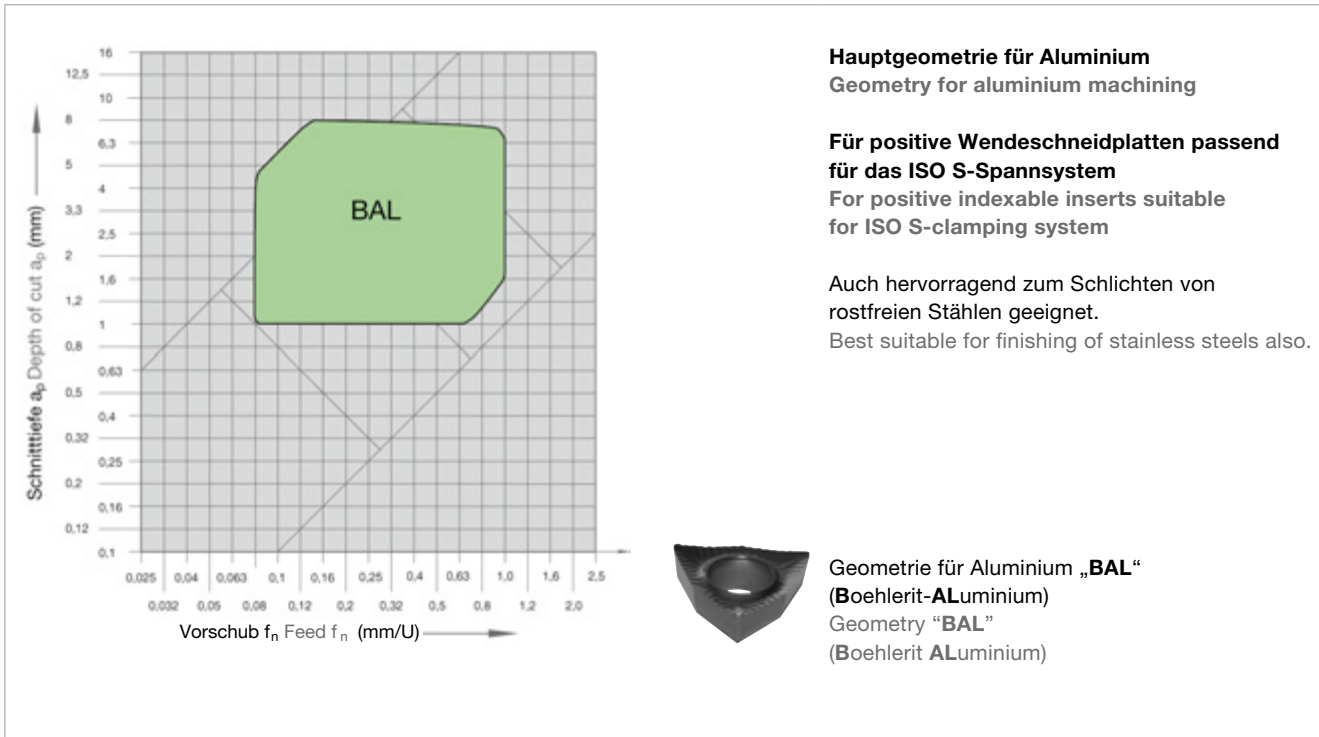 16
12,5
10
8
6,3
5
4
3,3
2,5
2
1,6
1,2
1
0,8
0,63
0,5
0,4
0,32
0,25
0,2
0,16
0,12
0,1
Schnitttiefe ap Depth of cut ap (mm)
BAL
0,025 0,04 0,063 0,1 0,16 0,25 0,4 0,63 1,0 1,6 2,5
0,032 0,05 0,08 0,12 0,2 0,32 0,5 0,8 1,2 2,0
Vorschub fn Feed fn (mm/U)
Hauptgeometrie für Aluminium
Geometry for aluminium machining
Für positive Wendeschneidplatten passend
für das ISO S-Spannsystem
For positive indexable inserts suitable
for ISO S-clamping system
Auch hervorragend zum Schlichten von
rostfreien Stählen geeignet.
Best suitable for finishing of stainless steels also.
Geometrie für Aluminium „BAL“
(Boehlerit-ALuminium)
Geometry “BAL”
(Boehlerit ALuminium)